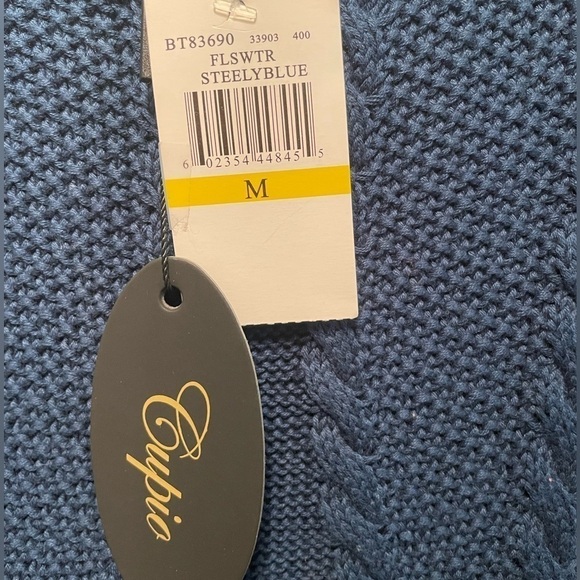 BT83690 33903 400
FLSWTR
STEELYBLUE
6 02354 44845 5
M
Cupio